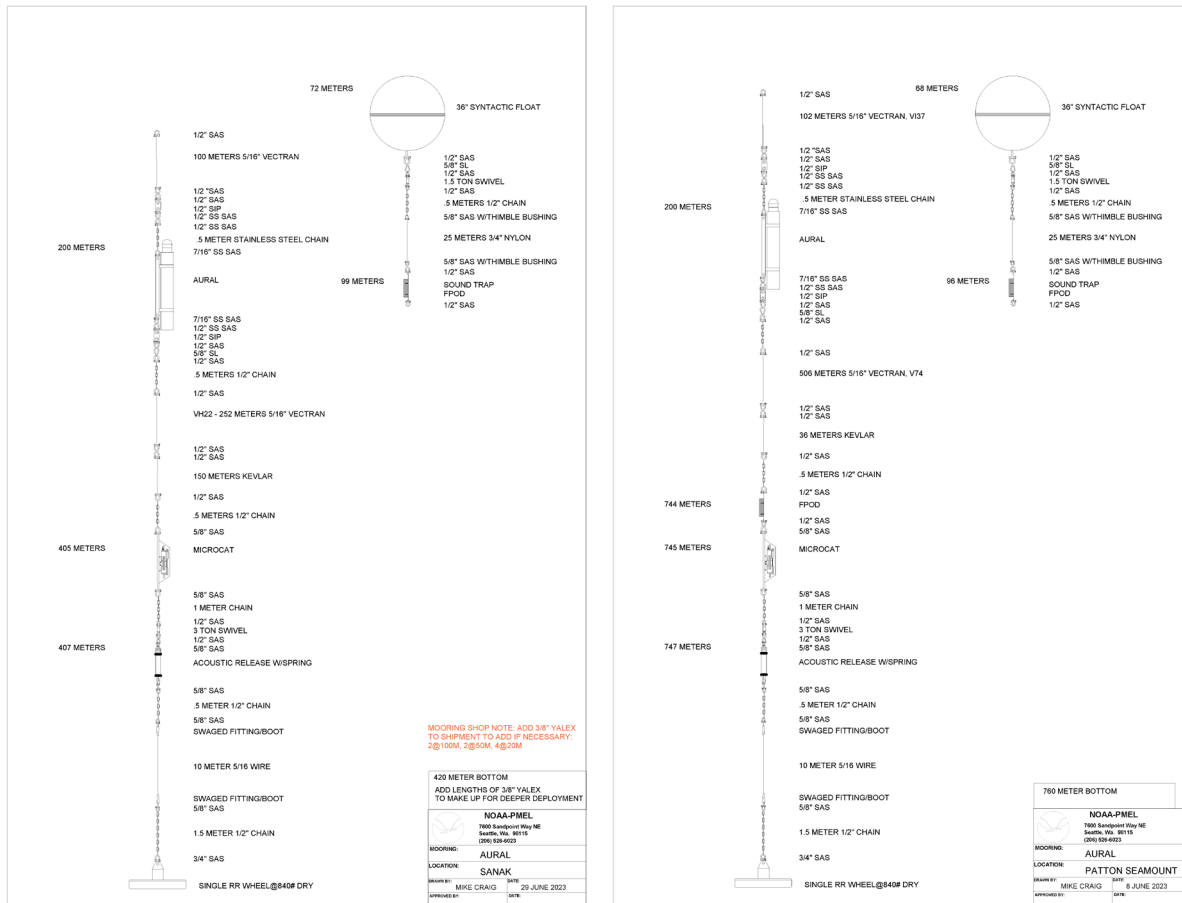 72 METERS
36" SYNTACTIC FLOAT
1/2" SAS
100 METERS 5/16" VECTRAN
1/2 "SAS
1/2" SAS
1/2" SIP
1/2" SS SAS
1/2" SS SAS
.5 METER STAINLESS STEEL CHAIN
7/16" SS SAS
200 METERS
AURAL
7/16" SS SAS
1/2" SS SAS
1/2" SIP
1/2" SAS
5/8" SL
1/2" SAS
.5 METERS 1/2" CHAIN
1/2" SAS
VH22 - 252 METERS 5/16" VECTRAN
1/2" SAS
1/2" SAS
150 METERS KEVLAR
1/2" SAS
.5 METERS 1/2" CHAIN
5/8" SAS
405 METERS
MICROCAT
5/8" SAS
1 METER CHAIN
1/2" SAS
3 TON SWIVEL
1/2" SAS
5/8" SAS
407 METERS
ACOUSTIC RELEASE W/SPRING
5/8" SAS
.5 METER 1/2" CHAIN
5/8" SAS
SWAGED FITTING/BOOT
10 METER 5/16 WIRE
SWAGED FITTING/BOOT
5/8" SAS
1.5 METER 1/2" CHAIN
3/4" SAS
SINGLE RR WHEEL@840# DRY
1/2" SAS
5/8" SL
1/2" SAS
1.5 TON SWIVEL
1/2" SAS
.5 METERS 1/2" CHAIN
5/8" SAS W/THIMBLE BUSHING
25 METERS 3/4" NYLON
5/8" SAS W/THIMBLE BUSHING
1/2" SAS
99 METERS
SOUND TRAP
FPOD
1/2" SAS
MOORING SHOP NOTE: ADD 3/8" YALEX
TO SHIPMENT TO ADD IF NECESSARY:
2@100M, 2@50M, 4@20M
420 METER BOTTOM
ADD LENGTHS OF 3/8" YALEX
TO MAKE UP FOR DEEPER DEPLOYMENT
NOAA-PMEL
7600 Sandpoint Way NE
Seattle, Wa. 98115
(206) 526-6023
MOORING:
AURAL
LOCATION:
SANAK
DRAWN BY:
MIKE CRAIG
DATE:
29 JUNE 2023
APPROVED BY:
DATE:
68 METERS
36" SYNTACTIC FLOAT
1/2" SAS
102 METERS 5/16" VECTRAN, VI37
1/2 "SAS
1/2" SAS
1/2" SIP
1/2" SS SAS
1/2" SS SAS
.5 METER STAINLESS STEEL CHAIN
200 METERS
7/16" SS SAS
AURAL
7/16" SS SAS
1/2" SS SAS
1/2" SIP
1/2" SAS
5/8" SL
1/2" SAS
1/2" SAS
506 METERS 5/16" VECTRAN, V74
1/2" SAS
1/2" SAS
36 METERS KEVLAR
1/2" SAS
.5 METERS 1/2" CHAIN
1/2" SAS
744 METERS
FPOD
1/2" SAS
5/8" SAS
745 METERS
MICROCAT
5/8" SAS
1 METER CHAIN
1/2" SAS
3 TON SWIVEL
1/2" SAS
5/8" SAS
747 METERS
ACOUSTIC RELEASE W/SPRING
5/8" SAS
.5 METER 1/2" CHAIN
5/8" SAS
SWAGED FITTING/BOOT
10 METER 5/16 WIRE
SWAGED FITTING/BOOT
5/8" SAS
1.5 METER 1/2" CHAIN
3/4" SAS
SINGLE RR WHEEL@840# DRY
1/2" SAS
5/8" SL
1/2" SAS
1.5 TON SWIVEL
1/2" SAS
.5 METERS 1/2" CHAIN
5/8" SAS W/THIMBLE BUSHING
25 METERS 3/4" NYLON
5/8" SAS W/THIMBLE BUSHING
1/2" SAS
96 METERS
SOUND TRAP
FPOD
1/2" SAS
760 METER BOTTOM
NOAA-PMEL
7600 Sandpoint Way NE
Seattle, Wa. 98115
(206) 526-6023
MOORING:
AURAL
LOCATION:
PATTON SEAMOUNT
DRAWN BY:
MIKE CRAIG
DATE:
8 JUNE 2023
APPROVED BY:
DATE: